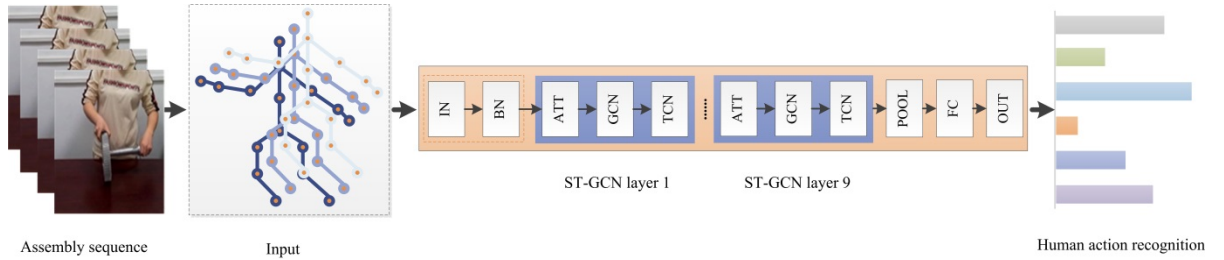 IN
BN
ATT
GCN
TCN
ATT
GCN
TCN
POOL
FC
OUT
ST-GCN layer 1
ST-GCN layer 9
Assembly sequence
Input
Human action recognition